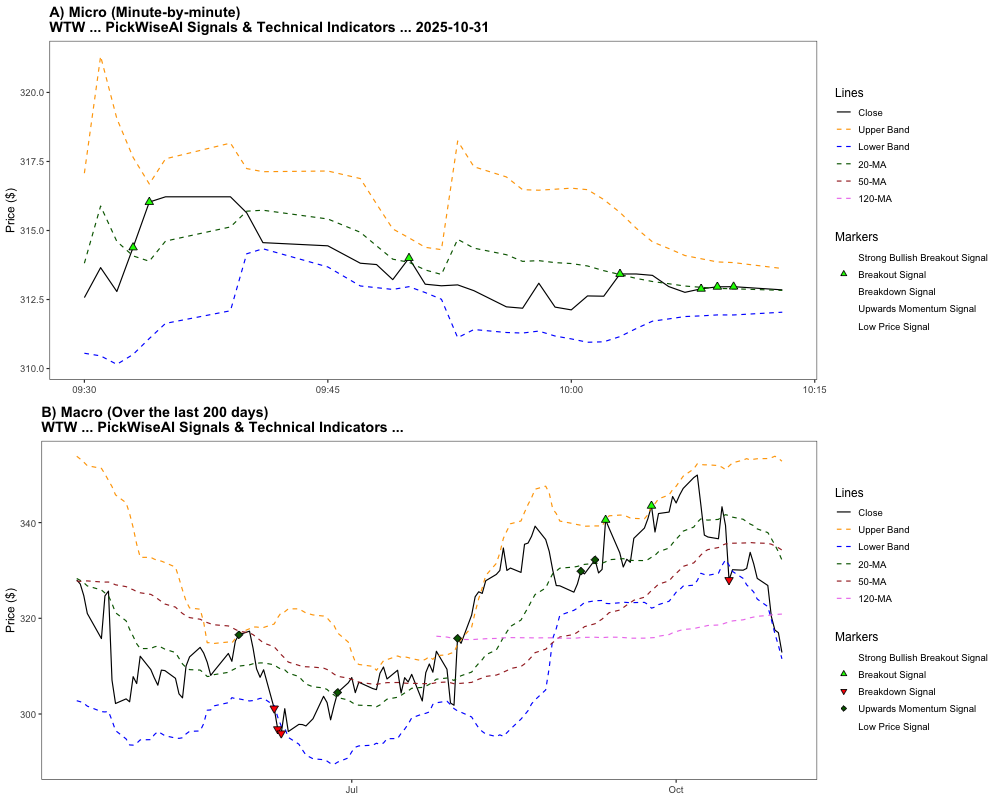 A) Micro (Minute-by-minute)
WTW ... PickWiseAI Signals & Technical Indicators ... 2025-10-31
Price ($)
320.0
317.5
315.0
312.5
310.0
09:30
09:45
10:00
10:15
Lines
Close
Upper Band
Lower Band
20-MA
50-MA
120-MA
Markers
Strong Bullish Breakout Signal
Breakout Signal
Breakdown Signal
Upwards Momentum Signal
Low Price Signal
B) Macro (Over the last 200 days)
WTW ... PickWiseAI Signals & Technical Indicators ...
Price ($)
340
320
300
Jul
Oct
Lines
Close
Upper Band
Lower Band
20-MA
50-MA
120-MA
Markers
Strong Bullish Breakout Signal
Breakout Signal
Breakdown Signal
Upwards Momentum Signal
Low Price Signal